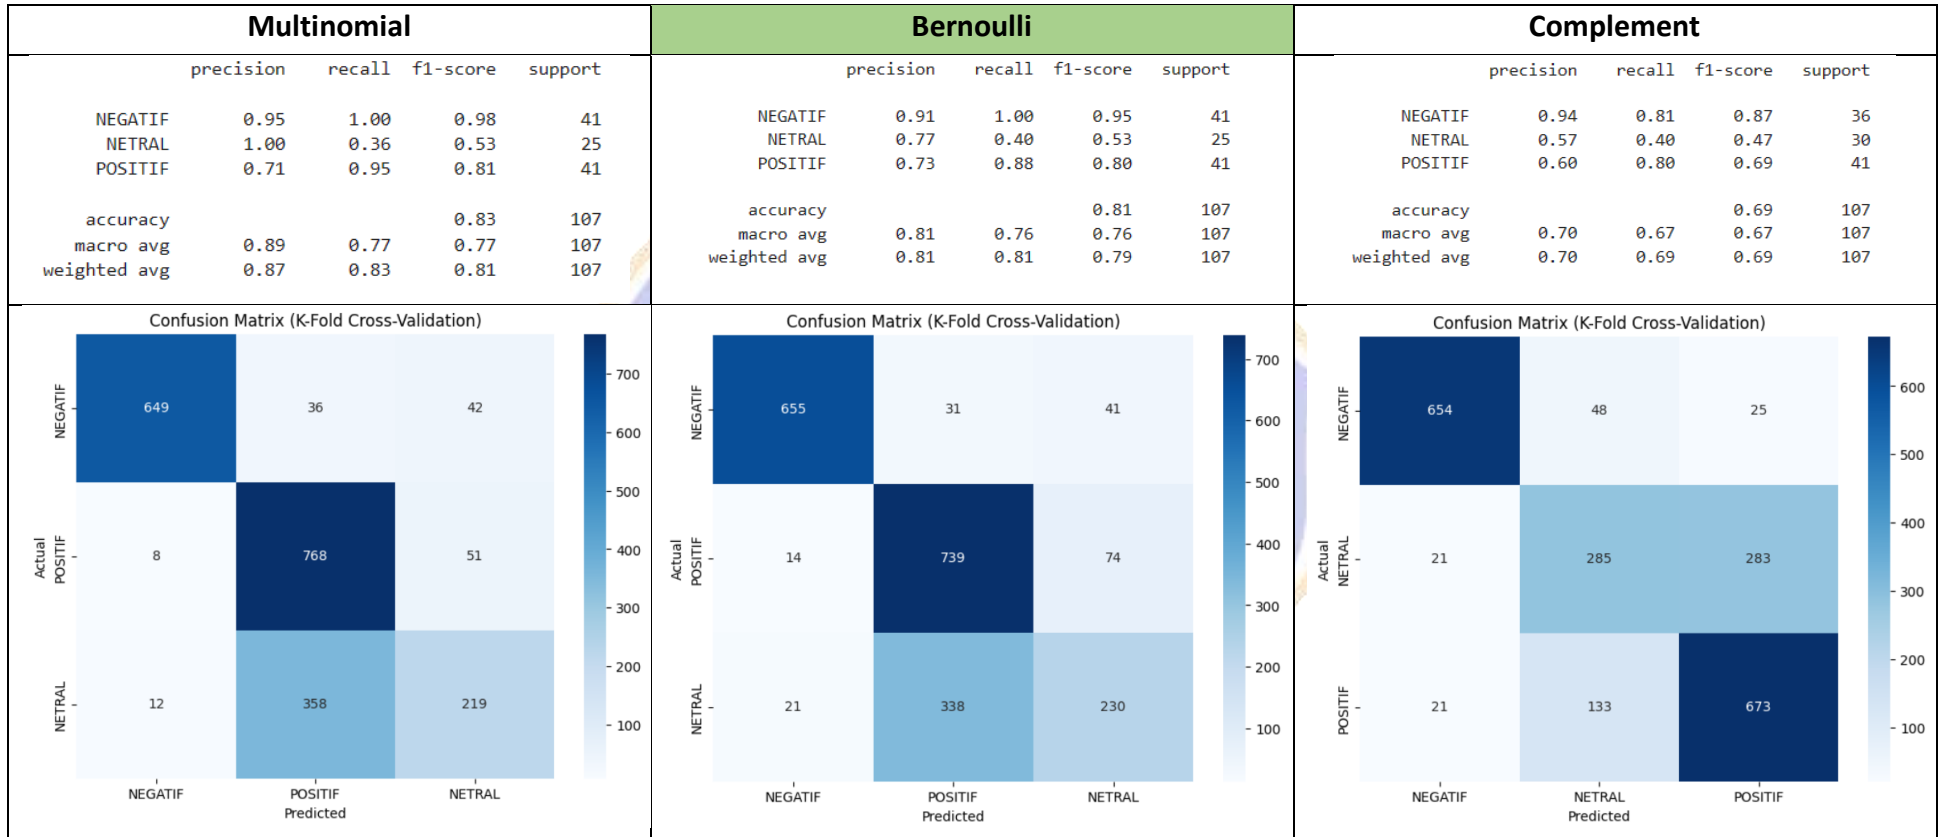 Multinomial
precision recall f1-score support
NEGATIF 0.95 1.00 0.98 41
NETRAL 1.00 0.36 0.53 25
POSITIF 0.71 0.95 0.81 41
accuracy 0.83 107
macro avg 0.89 0.77 0.77 107
weighted avg 0.87 0.83 0.81 107
Bernoulli
precision recall f1-score support
NEGATIF 0.91 1.00 0.95 41
NETRAL 0.77 0.40 0.53 25
POSITIF 0.73 0.88 0.80 41
accuracy 0.81 107
macro avg 0.81 0.76 0.76 107
weighted avg 0.81 0.81 0.79 107
Complement
precision recall f1-score support
NEGATIF 0.94 0.81 0.87 36
NETRAL 0.57 0.40 0.47 30
POSITIF 0.60 0.80 0.69 41
accuracy 0.69 107
macro avg 0.70 0.67 0.67 107
weighted avg 0.70 0.69 0.69 107
Confusion Matrix (K-Fold Cross-Validation)
Actual
NEGATIF 649 36 42
POSITIF 8 768 51
NETRAL 12 358 219
NEGATIF POSITIF NETRAL
Predicted
700
600
500
400
300
200
100
Confusion Matrix (K-Fold Cross-Validation)
Actual
NEGATIF 655 31 41
POSITIF 14 739 74
NETRAL 21 338 230
NEGATIF POSITIF NETRAL
Predicted
700
600
500
400
300
200
100
Confusion Matrix (K-Fold Cross-Validation)
Actual
NEGATIF 654 48 25
NETRAL 21 285 283
POSITIF 21 133 673
NEGATIF NETRAL POSITIF
Predicted
600
500
400
300
200
100